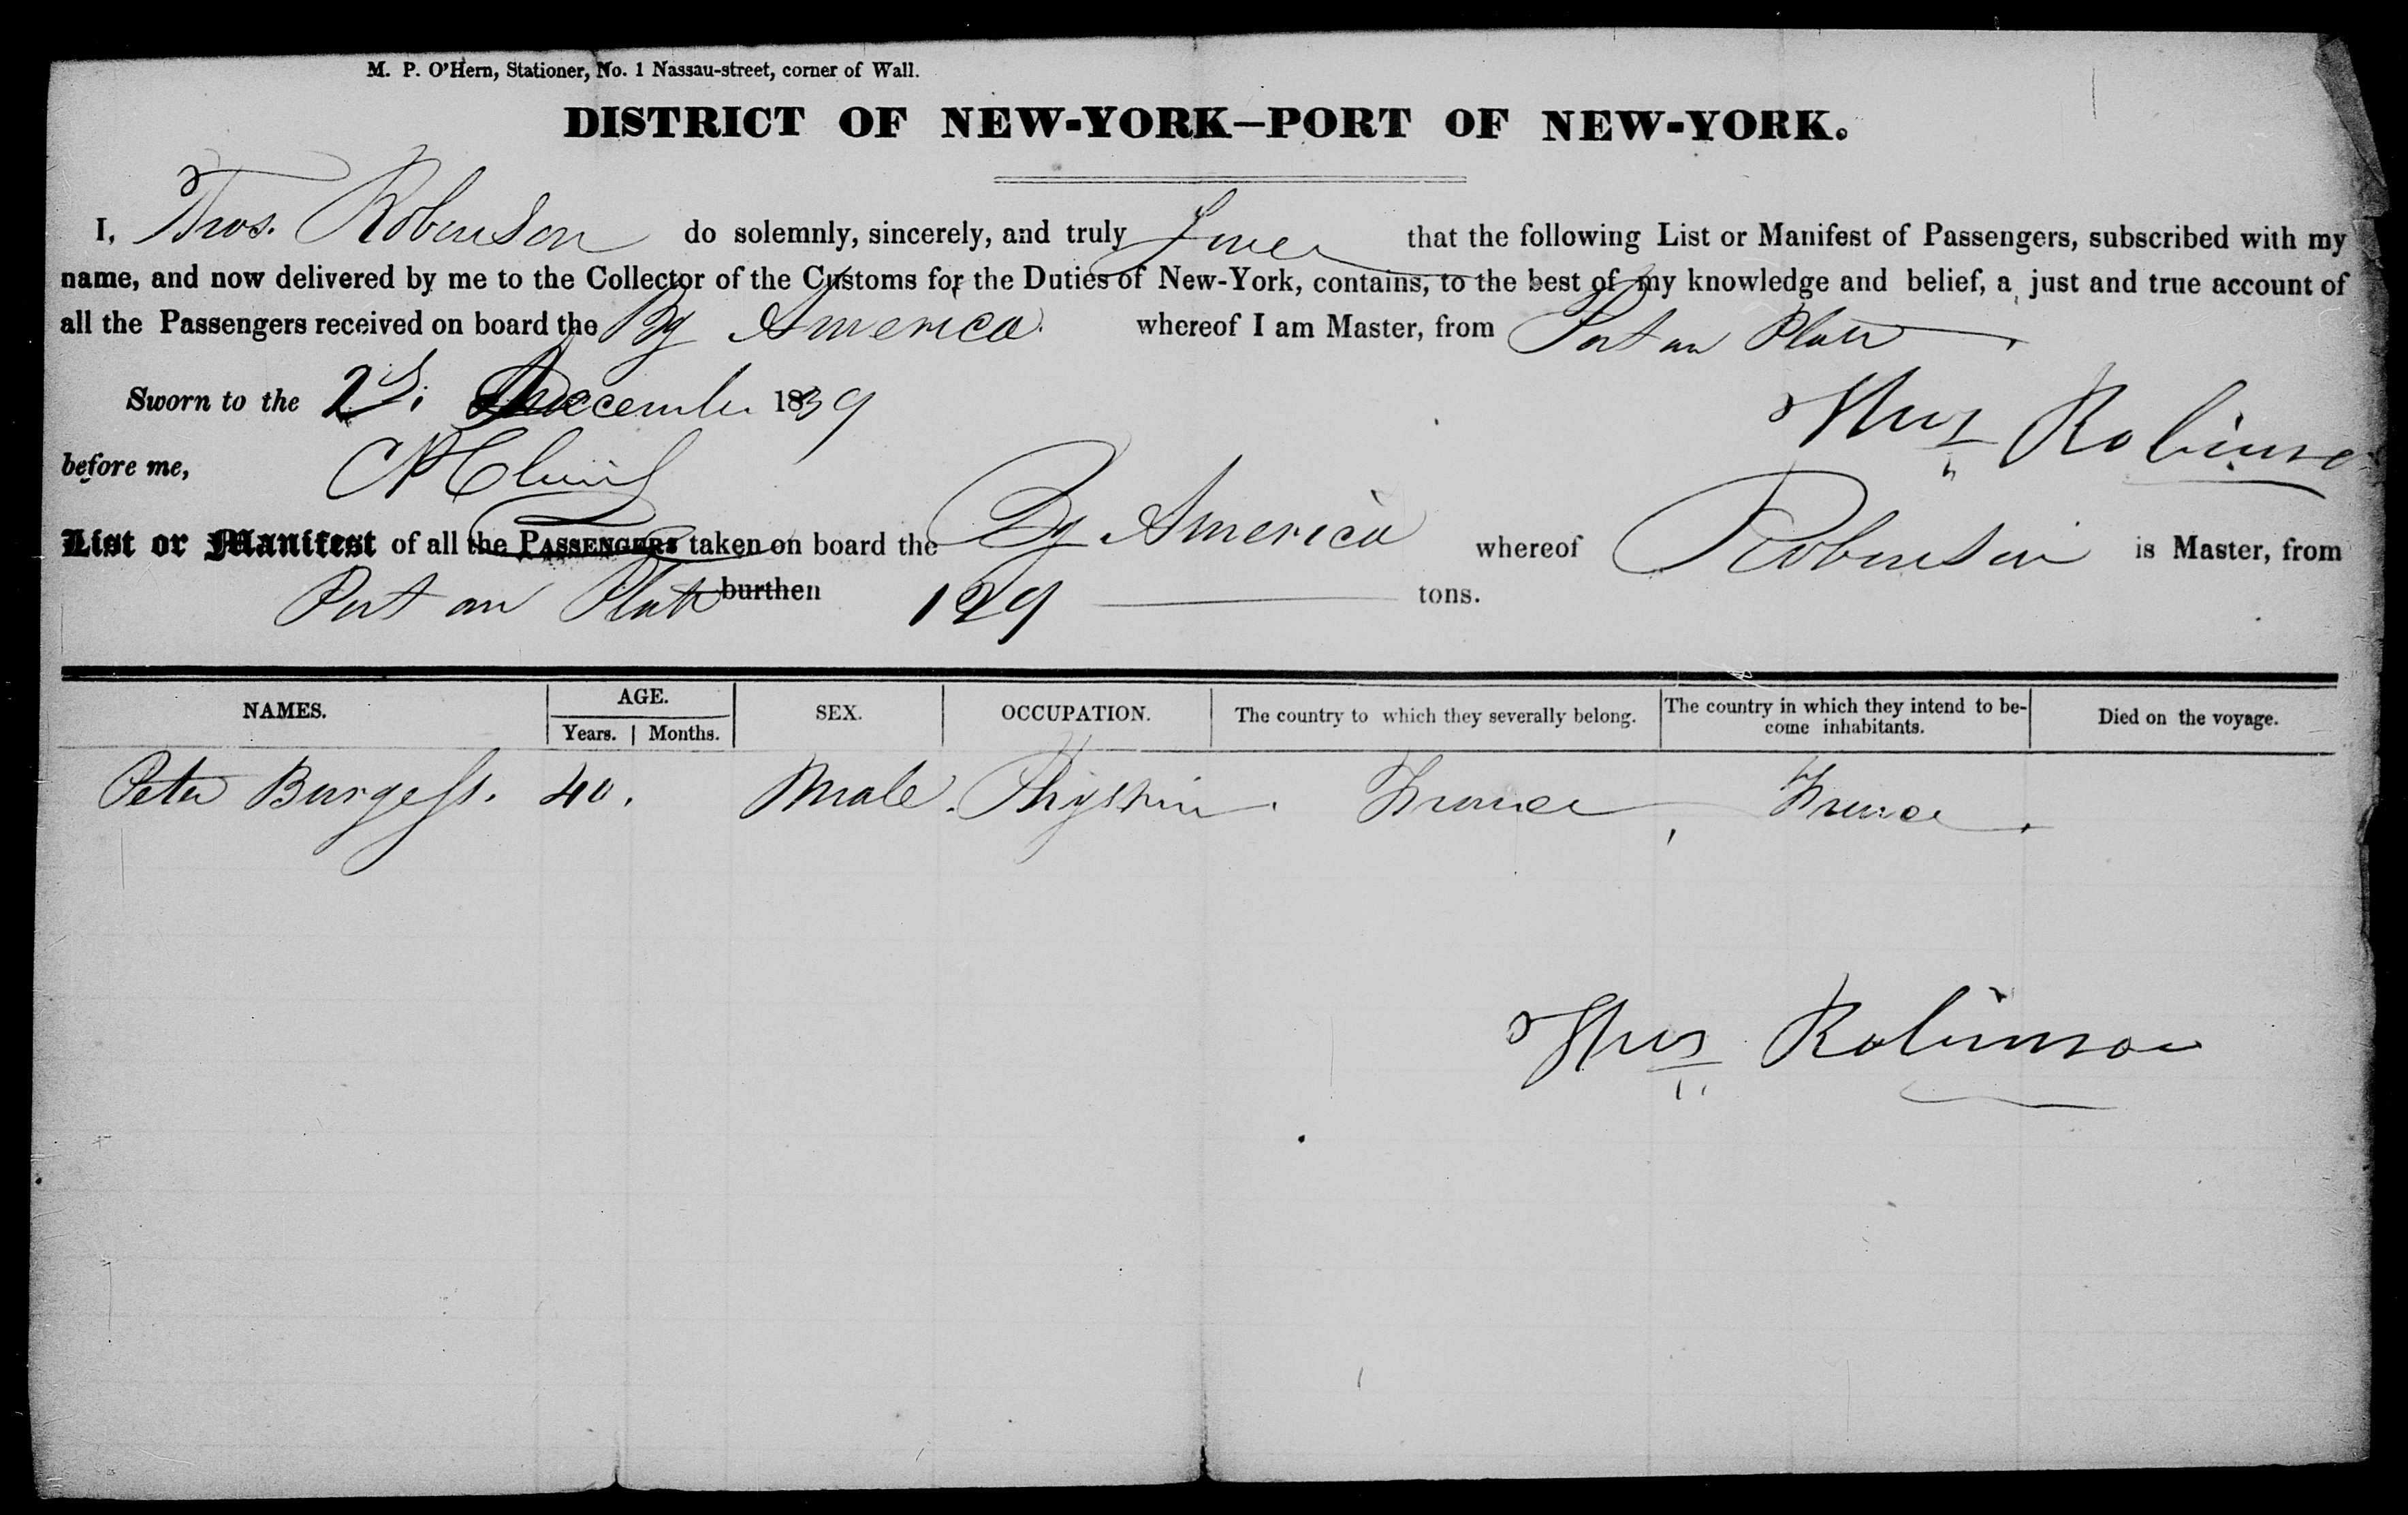 M. P. O'Hern, Stationer, No. 1 Nassau-street, corner of Wall.
DISTRICT OF NEW-YORK—PORT OF NEW-YORK.
I, Thos. Robinson do solemnly, sincerely, and truly Swear that the following List or Manifest of Passengers, subscribed with my
name, and now delivered by me to the Collector of the Customs for the Duties of New-York, contains, to the best of my knowledge and belief, a just and true account of
all the Passengers received on board the Bg America. whereof I am Master, from Port au Platt
Sworn to the December 1839
Thos Robinson
before me,
List or Manifest of all the PASSENGERS taken on board the Bg America whereof Robinson is Master, from
Port au Platt burthen 129 tons.
NAMES. AGE. SEX. OCCUPATION. The country to which they severally belong. The country in which they intend to be-
come inhabitants. Died on the voyage.
Years. Months.
Peter Burgess. 40. Male. France France.
Thos Robinson